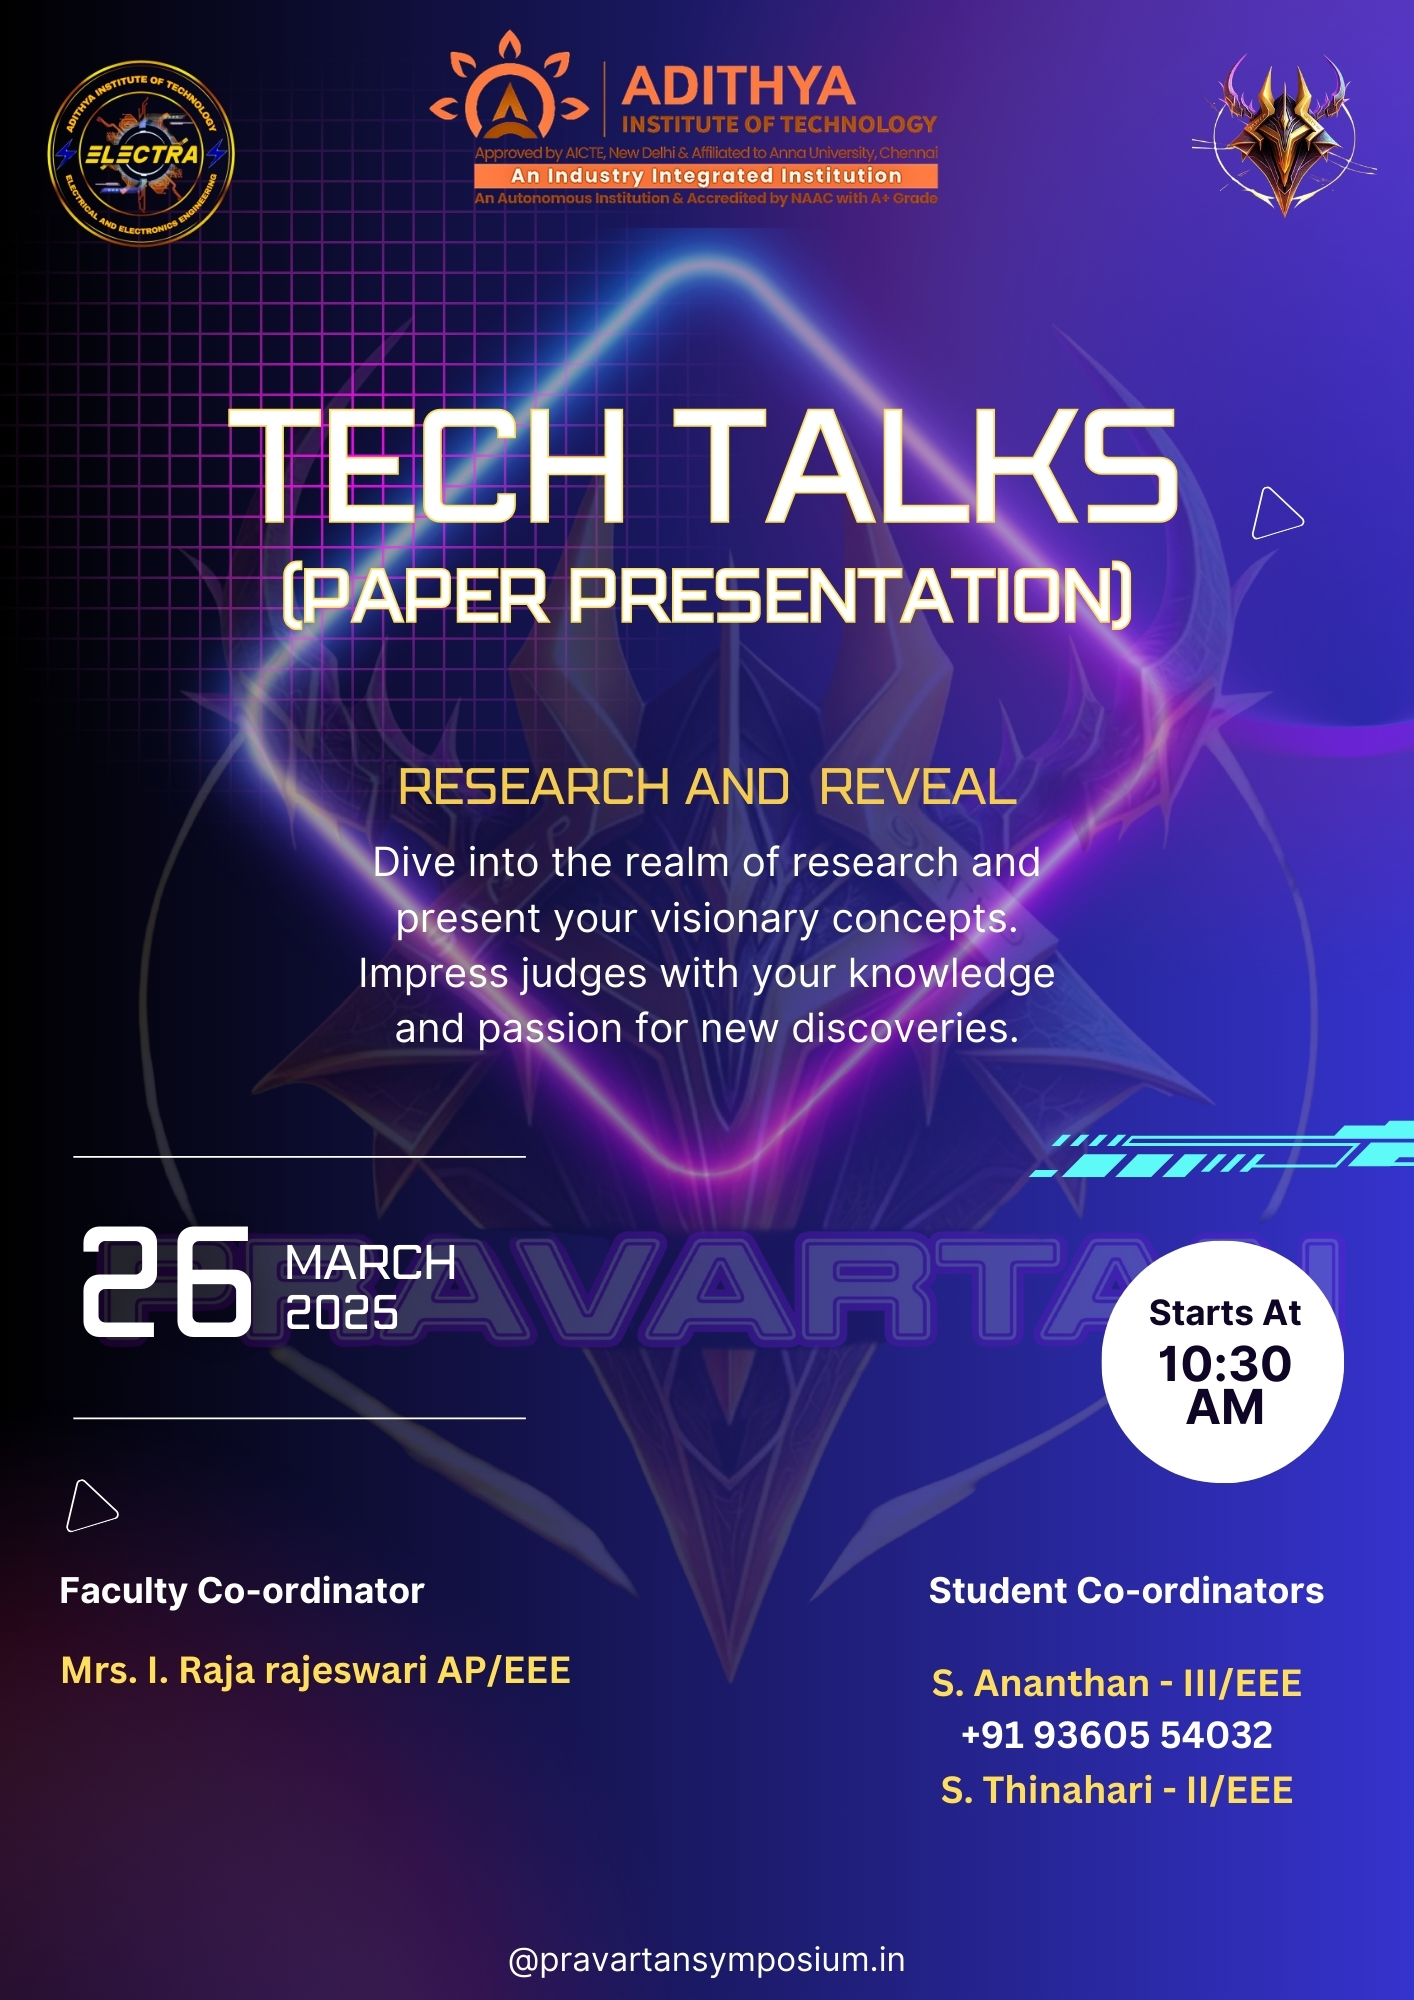 ADITHYA INSTITUTE OF TECHNOLOGY
ELECTRA
ELECTRICAL AND ELECTRONICS ENGINEERING
ADITHYA
INSTITUTE OF TECHNOLOGY
Approved by AICTE, New Delhi & Affiliated to Anna University, Chennai
An Industry Integrated Institution
An Autonomous Institution & Accredited by NAAC with A+ Grade
TECH TALKS
(PAPER PRESENTATION)
RESEARCH AND REVEAL
Dive into the realm of research and
present your visionary concepts.
Impress judges with your knowledge
and passion for new discoveries.
PRAVARTAN
26
MARCH
2025
Starts At
10:30
AM
Faculty Co-ordinator
Mrs. I. Raja rajeswari AP/EEE
Student Co-ordinators
S. Ananthan - III/EEE
+91 93605 54032
S. Thinahari - II/EEE
@pravartansymposium.in